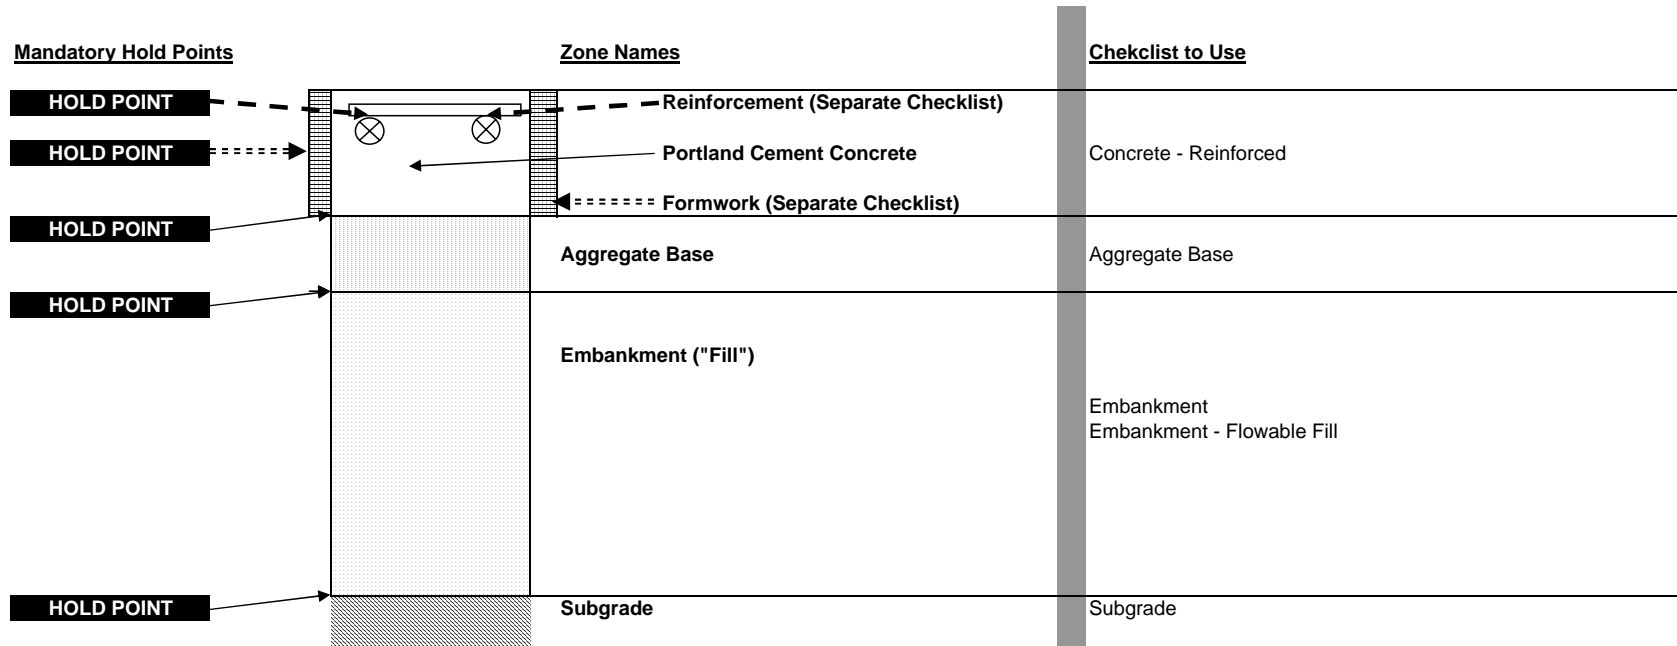 Mandatory Hold Points
Zone Names
Chekclist to Use
HOLD POINT
Reinforcement (Separate Checklist)
HOLD POINT
Portland Cement Concrete
Concrete - Reinforced
Formwork (Separate Checklist)
HOLD POINT
Aggregate Base
Aggregate Base
HOLD POINT
Embankment ("Fill")
Embankment
Embankment - Flowable Fill
HOLD POINT
Subgrade
Subgrade